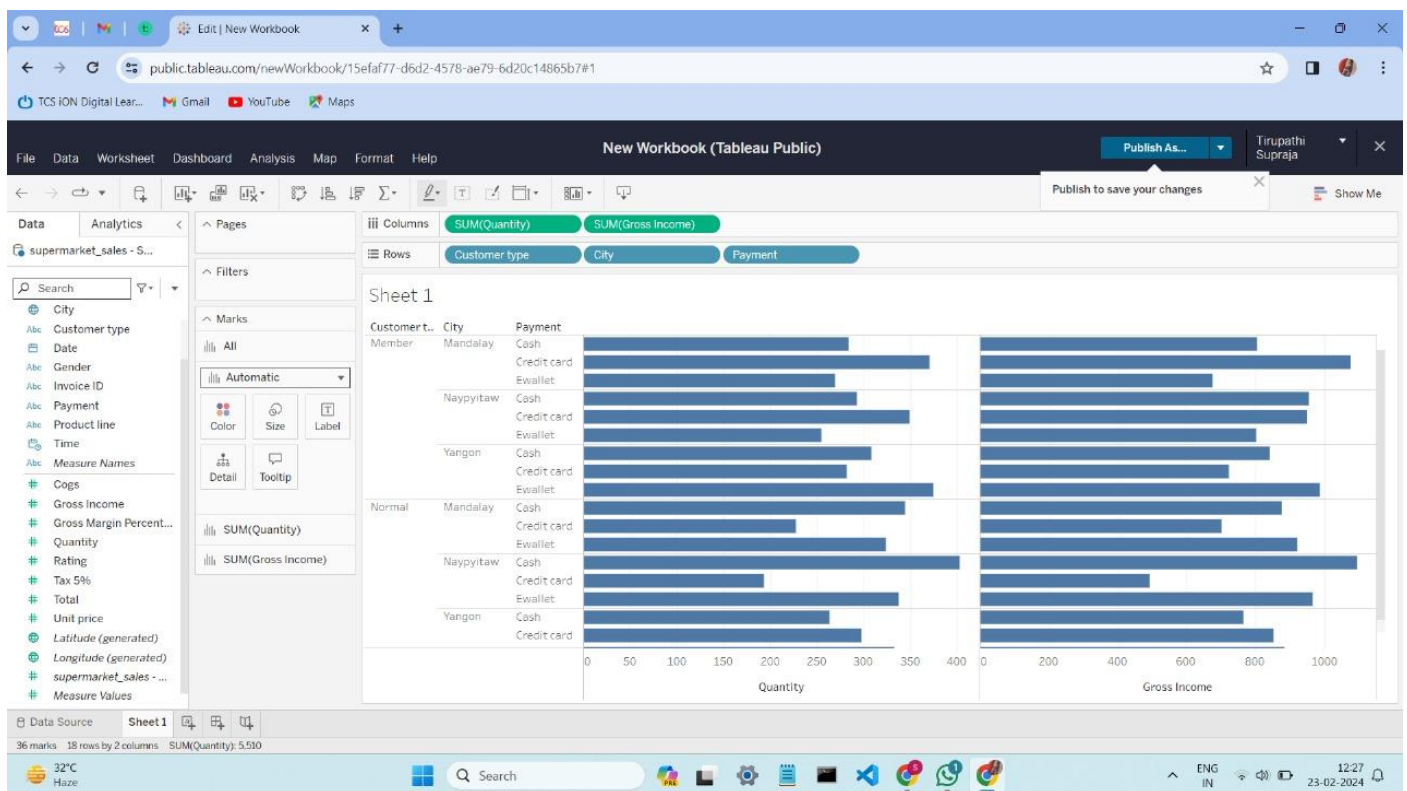 tcs
Edit | New Workbook
public.tableau.com/newWorkbook/15efaf77-d6d2-4578-ae79-6d20c14865b7#1
TCS iON Digital Lear... Gmail YouTube Maps
New Workbook (Tableau Public)
Publish As...
Tirupathi
Supraja
File Data Worksheet Dashboard Analysis Map Format Help
Publish to save your changes
Show Me
Data Analytics
Pages
Columns SUM(Quantity) SUM(Gross Income)
supermarket_sales - S...
Rows Customer type City Payment
Filters
Search
Sheet 1
City
Abc Customer type
Date
Abc Gender
Abc Invoice ID
Abc Payment
Abc Product line
Time
Abc Measure Names
# Cogs
# Gross Income
# Gross Margin Percent...
# Quantity
# Rating
# Tax 5%
# Total
# Unit price
Latitude (generated)
Longitude (generated)
# supermarket_sales - ...
# Measure Values
Marks
All
Automatic
Color Size Label
Detail Tooltip
SUM(Quantity)
SUM(Gross Income)
Customer t.. City Payment
Member Mandalay Cash
Credit card
Ewallet
Naypyitaw Cash
Credit card
Ewallet
Yangon Cash
Credit card
Ewallet
Normal Mandalay Cash
Credit card
Ewallet
Naypyitaw Cash
Credit card
Ewallet
Yangon Cash
Credit card
0 50 100 150 200 250 300 350 400 0 200 400 600 800 1000
Quantity Gross Income
Data Source Sheet 1
36 marks 18 rows by 2 columns SUM(Quantity): 5,510
32°C
Haze
Search
PRE
ENG
IN
12:27
23-02-2024